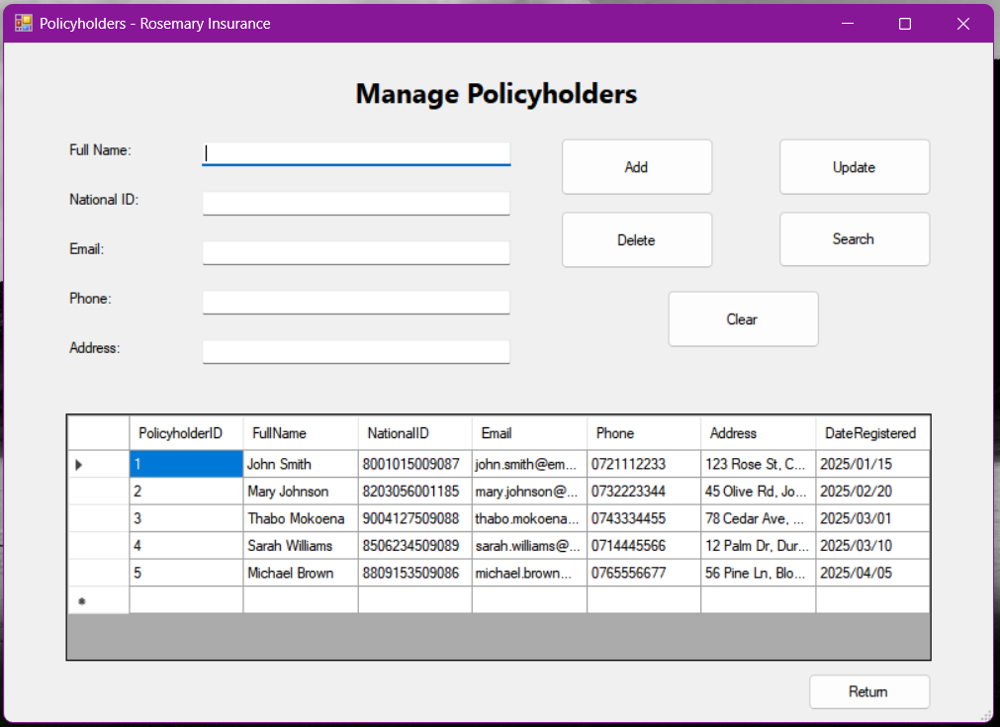 Policyholders - Rosemary Insurance
Manage Policyholders
Full Name:
National ID:
Email:
Phone:
Address:
Add
Update
Delete
Search
Clear
PolicyholderID FullName NationalID Email Phone Address DateRegistered
1 John Smith 8001015009087 john.smith@em... 0721112233 123 Rose St, C... 2025/01/15
2 Mary Johnson 8203056001185 mary.johnson@... 0732223344 45 Olive Rd, Jo... 2025/02/20
3 Thabo Mokoena 9004127509088 thabo.mokoena... 0743334455 78 Cedar Ave, ... 2025/03/01
4 Sarah Williams 8506234509089 sarah.williams@... 0714445566 12 Palm Dr, Dur... 2025/03/10
5 Michael Brown 8809153509086 michael.brown... 0765556677 56 Pine Ln, Blo... 2025/04/05
Return